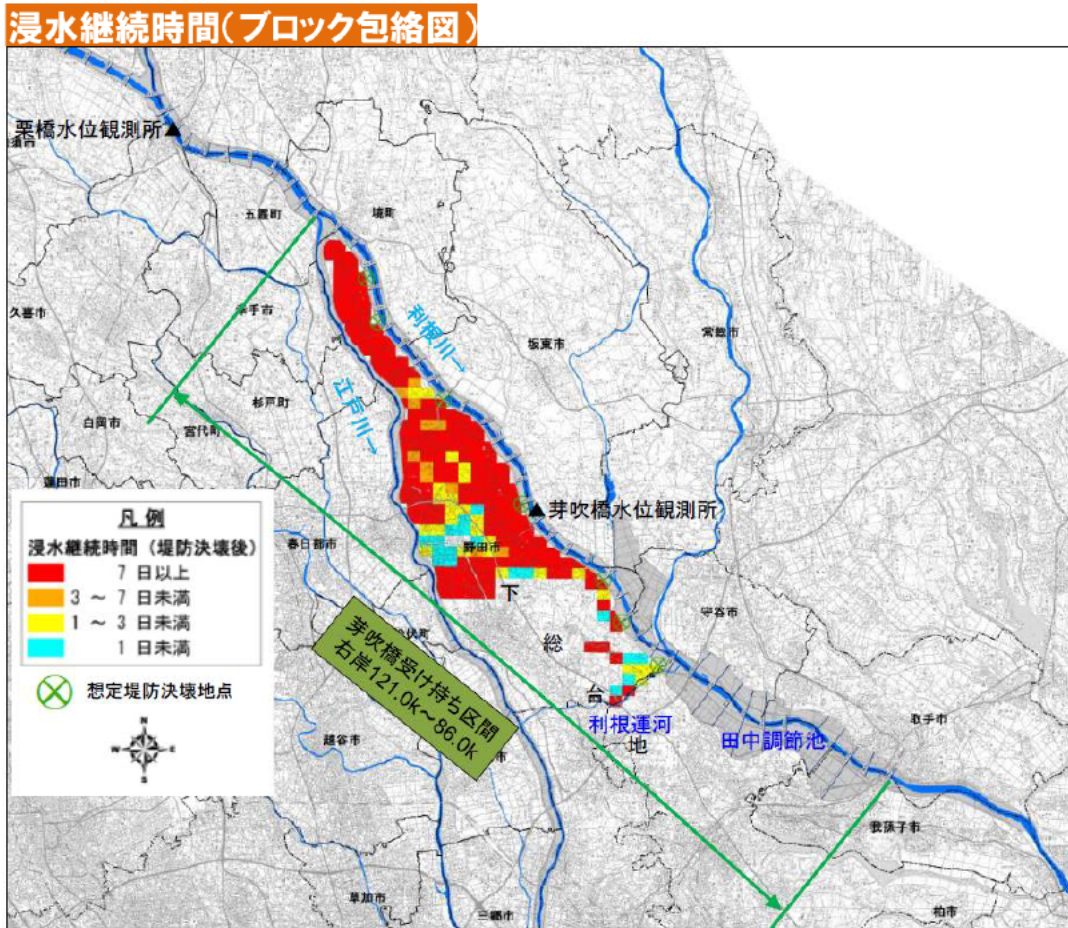 浸水継続時間(ブロック包絡図)
栗橋水位観測所▲
五霞町
境町
久喜市
幸手市
利根川→
坂東市
常総市
江戸川→
杉戸町
白岡市
宮代町
蓮田市
芽吹橋水位観測所
凡例
浸水継続時間 (堤防決壊後)
7 日以上
3 ~ 7 日未満
1 ~ 3 日未満
1 日未満
想定堤防決壊地点
N
W
E
S
春日部市
野田市
下
総
台
地
守谷市
芽吹橋受け持ち区間
右岸121.0k~86.0k
利根運河
田中調節池
取手市
越谷市
我孫子市
草加市
三郷市
柏市